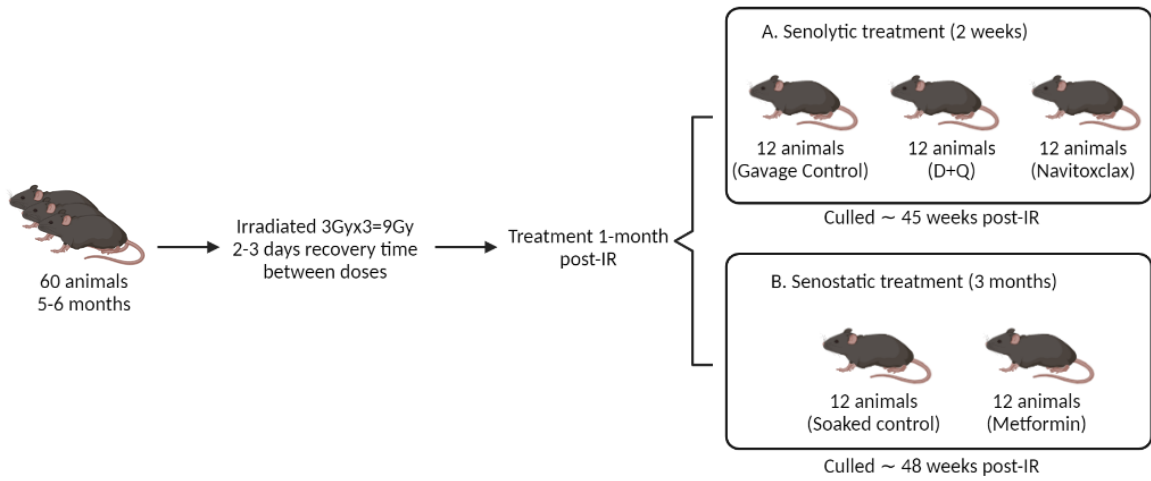 60 animals
5-6 months
Irradiated 3Gyx3=9Gy
2-3 days recovery time
between doses
Treatment 1-month
post-IR
A. Senolytic treatment (2 weeks)
12 animals
(Gavage Control)
12 animals
(D+Q)
12 animals
(Navitoxclax)
Culled ~ 45 weeks post-IR
B. Senostatic treatment (3 months)
12 animals
(Soaked control)
12 animals
(Metformin)
Culled ~ 48 weeks post-IR